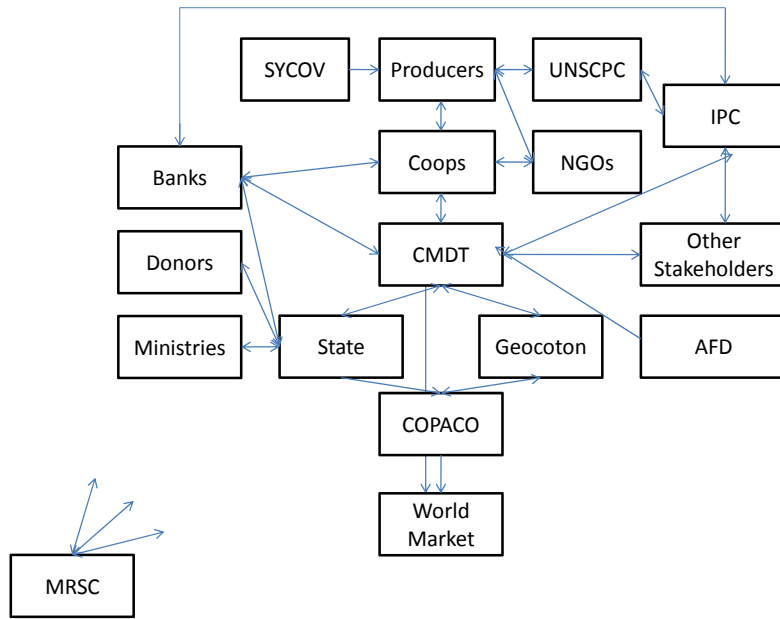 SYCOV
Producers
UNSCPC
IPC
Banks
Coops
NGOs
Donors
CMDT
Other
Stakeholders
Ministries
State
Geocoton
AFD
COPACO
World
Market
MRSC